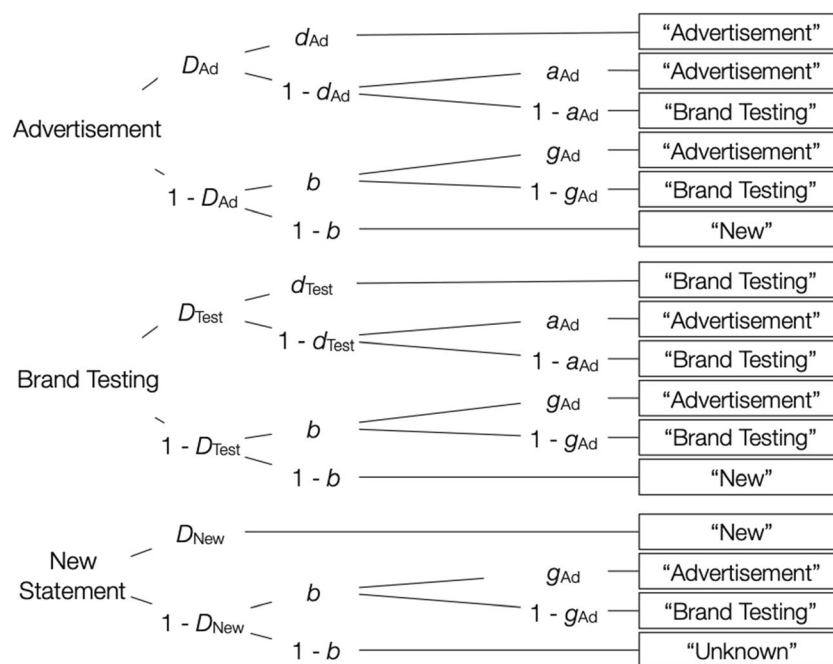 d_Ad “Advertisement”
D_Ad
a_Ad “Advertisement”
1 - d_Ad
1 - a_Ad “Brand Testing”
Advertisement
g_Ad “Advertisement”
b
1 - g_Ad “Brand Testing”
1 - D_Ad
1 - b “New”
d_Test “Brand Testing”
D_Test
a_Ad “Advertisement”
1 - d_Test
1 - a_Ad “Brand Testing”
Brand Testing
g_Ad “Advertisement”
b
1 - g_Ad “Brand Testing”
1 - D_Test
1 - b “New”
D_New “New”
New
Statement
g_Ad “Advertisement”
b
1 - g_Ad “Brand Testing”
1 - D_New
1 - b “Unknown”